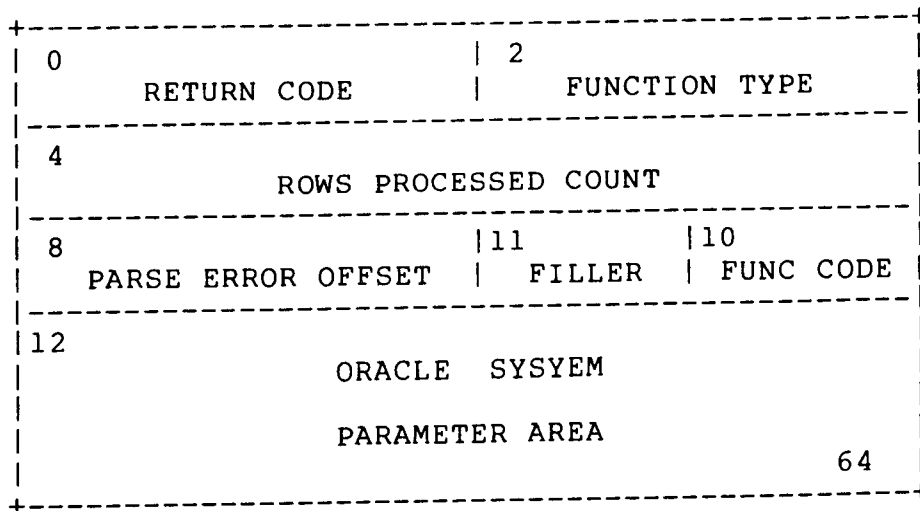 0 2
RETURN CODE FUNCTION TYPE
4
ROWS PROCESSED COUNT
8 11 10
PARSE ERROR OFFSET FILLER FUNC CODE
12
ORACLE SYSYEM
PARAMETER AREA
64